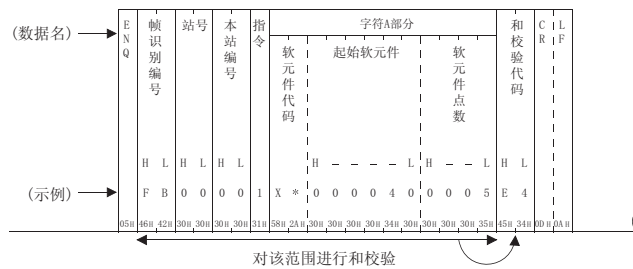 (数据名)
ENQ
帧识别编号
站号
本站编号
指令
字符A部分
软元件代码
起始软元件
软元件点数
和校验代码
CR
LF
H L H L H L H - - - L H - - L H L
(示例)
F B 0 0 0 0 1 X * 0 0 0 0 4 0 0 0 0 5 E 4
05H 46H 42H 30H 30H 30H 30H 31H 58H 2AH 30H 30H 30H 30H 34H 30H 30H 30H 30H 35H 45H 34H 0DH 0AH
对该范围进行和校验